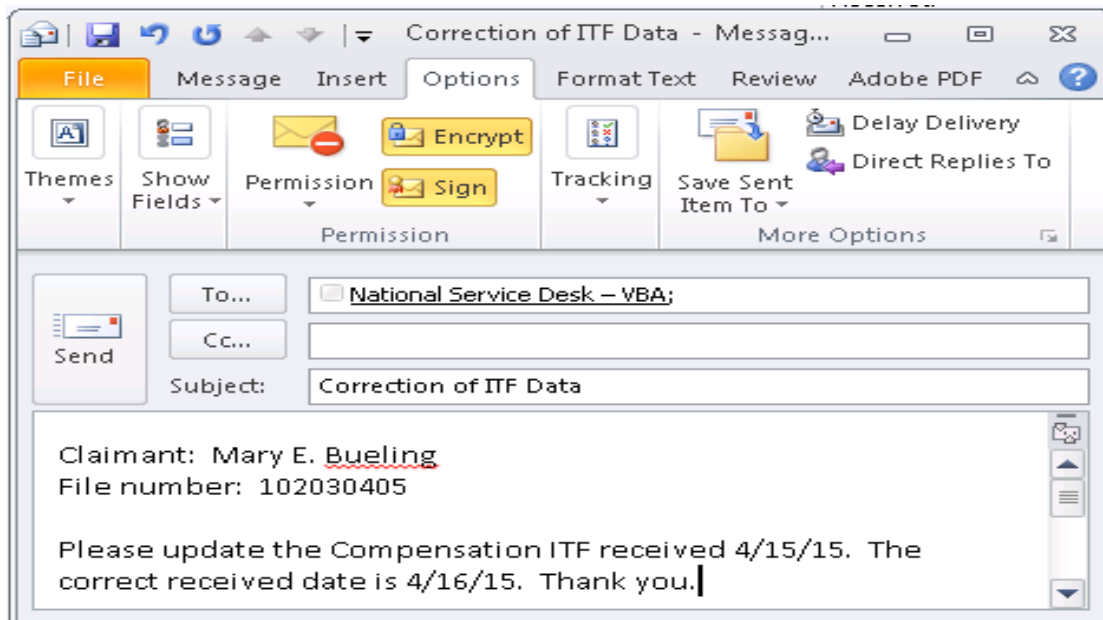 Correction of ITF Data - Messag...
File Message Insert Options Format Text Review Adobe PDF
Themes
Show Fields
Permission
Encrypt
Sign
Permission
Tracking
Save Sent Item To
Delay Delivery
Direct Replies To
More Options
Send
To... National Service Desk – VBA;
Cc...
Subject: Correction of ITF Data
Claimant:  Mary E. Bueling
File number:  102030405
Please update the Compensation ITF received 4/15/15.  The
correct received date is 4/16/15.  Thank you.